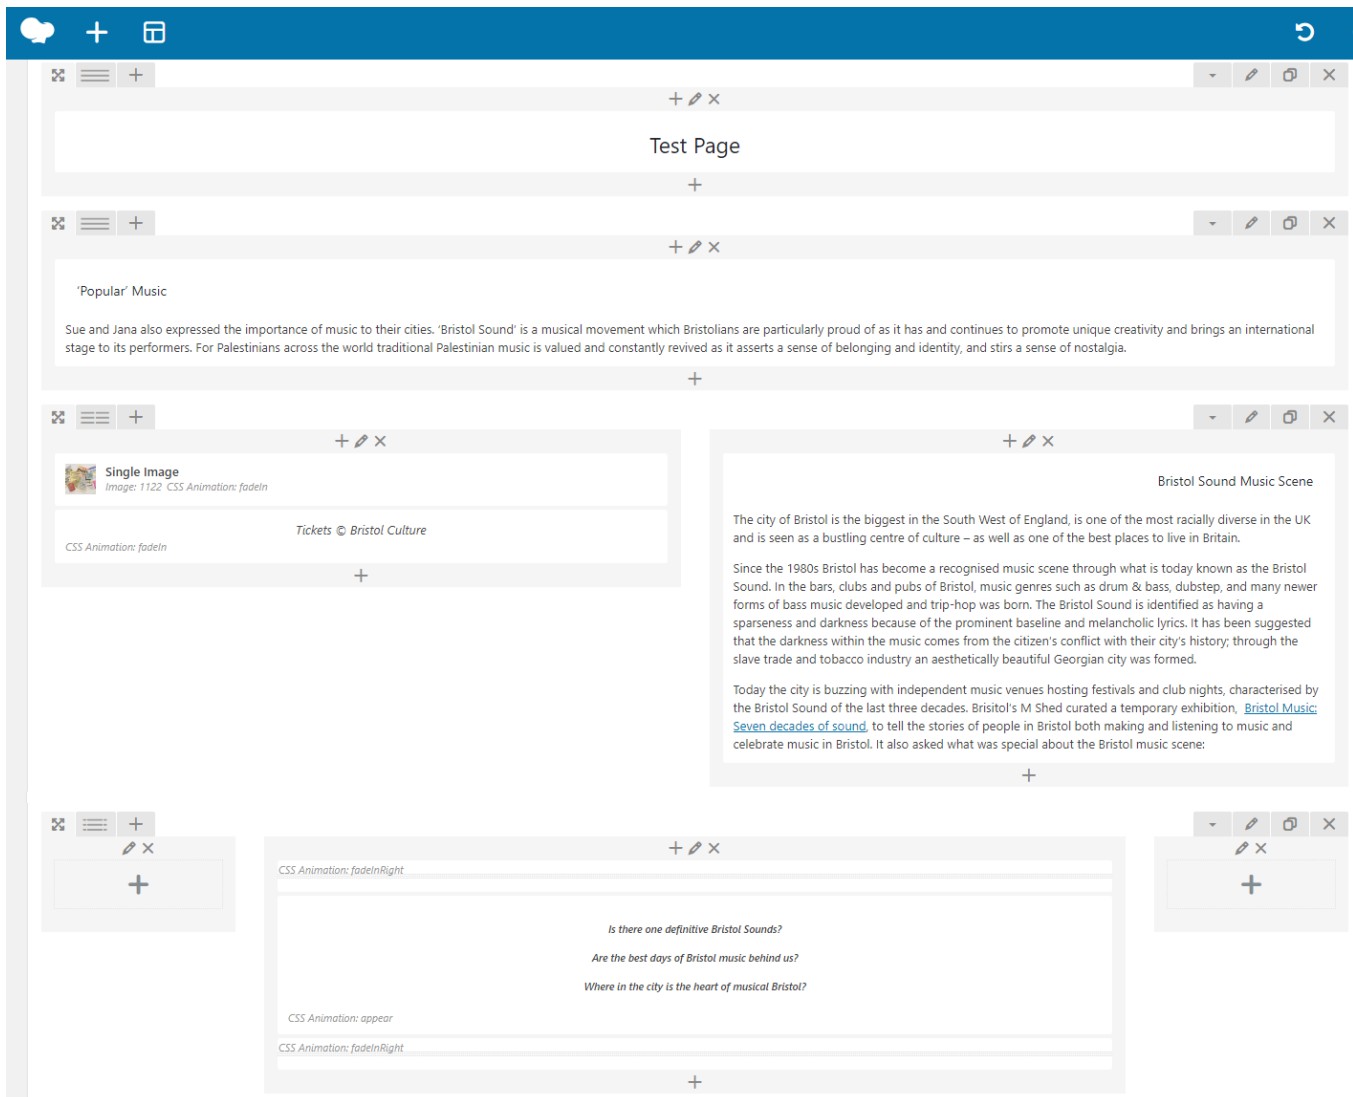 Test Page
‘Popular’ Music
Sue and Jana also expressed the importance of music to their cities. ‘Bristol Sound’ is a musical movement which Bristolians are particularly proud of as it has and continues to promote unique creativity and brings an international
stage to its performers. For Palestinians across the world traditional Palestinian music is valued and constantly revived as it asserts a sense of belonging and identity, and stirs a sense of nostalgia.
Single Image
Image: 1122 CSS Animation: fadeIn
Tickets © Bristol Culture
CSS Animation: fadeIn
Bristol Sound Music Scene
The city of Bristol is the biggest in the South West of England, is one of the most racially diverse in the UK
and is seen as a bustling centre of culture – as well as one of the best places to live in Britain.
Since the 1980s Bristol has become a recognised music scene through what is today known as the Bristol
Sound. In the bars, clubs and pubs of Bristol, music genres such as drum & bass, dubstep, and many newer
forms of bass music developed and trip-hop was born. The Bristol Sound is identified as having a
sparseness and darkness because of the prominent baseline and melancholic lyrics. It has been suggested
that the darkness within the music comes from the citizen's conflict with their city's history; through the
slave trade and tobacco industry an aesthetically beautiful Georgian city was formed.
Today the city is buzzing with independent music venues hosting festivals and club nights, characterised by
the Bristol Sound of the last three decades. Brisitol's M Shed curated a temporary exhibition, Bristol Music:
Seven decades of sound, to tell the stories of people in Bristol both making and listening to music and
celebrate music in Bristol. It also asked what was special about the Bristol music scene:
CSS Animation: fadeInRight
Is there one definitive Bristol Sounds?
Are the best days of Bristol music behind us?
Where in the city is the heart of musical Bristol?
CSS Animation: appear
CSS Animation: fadeInRight